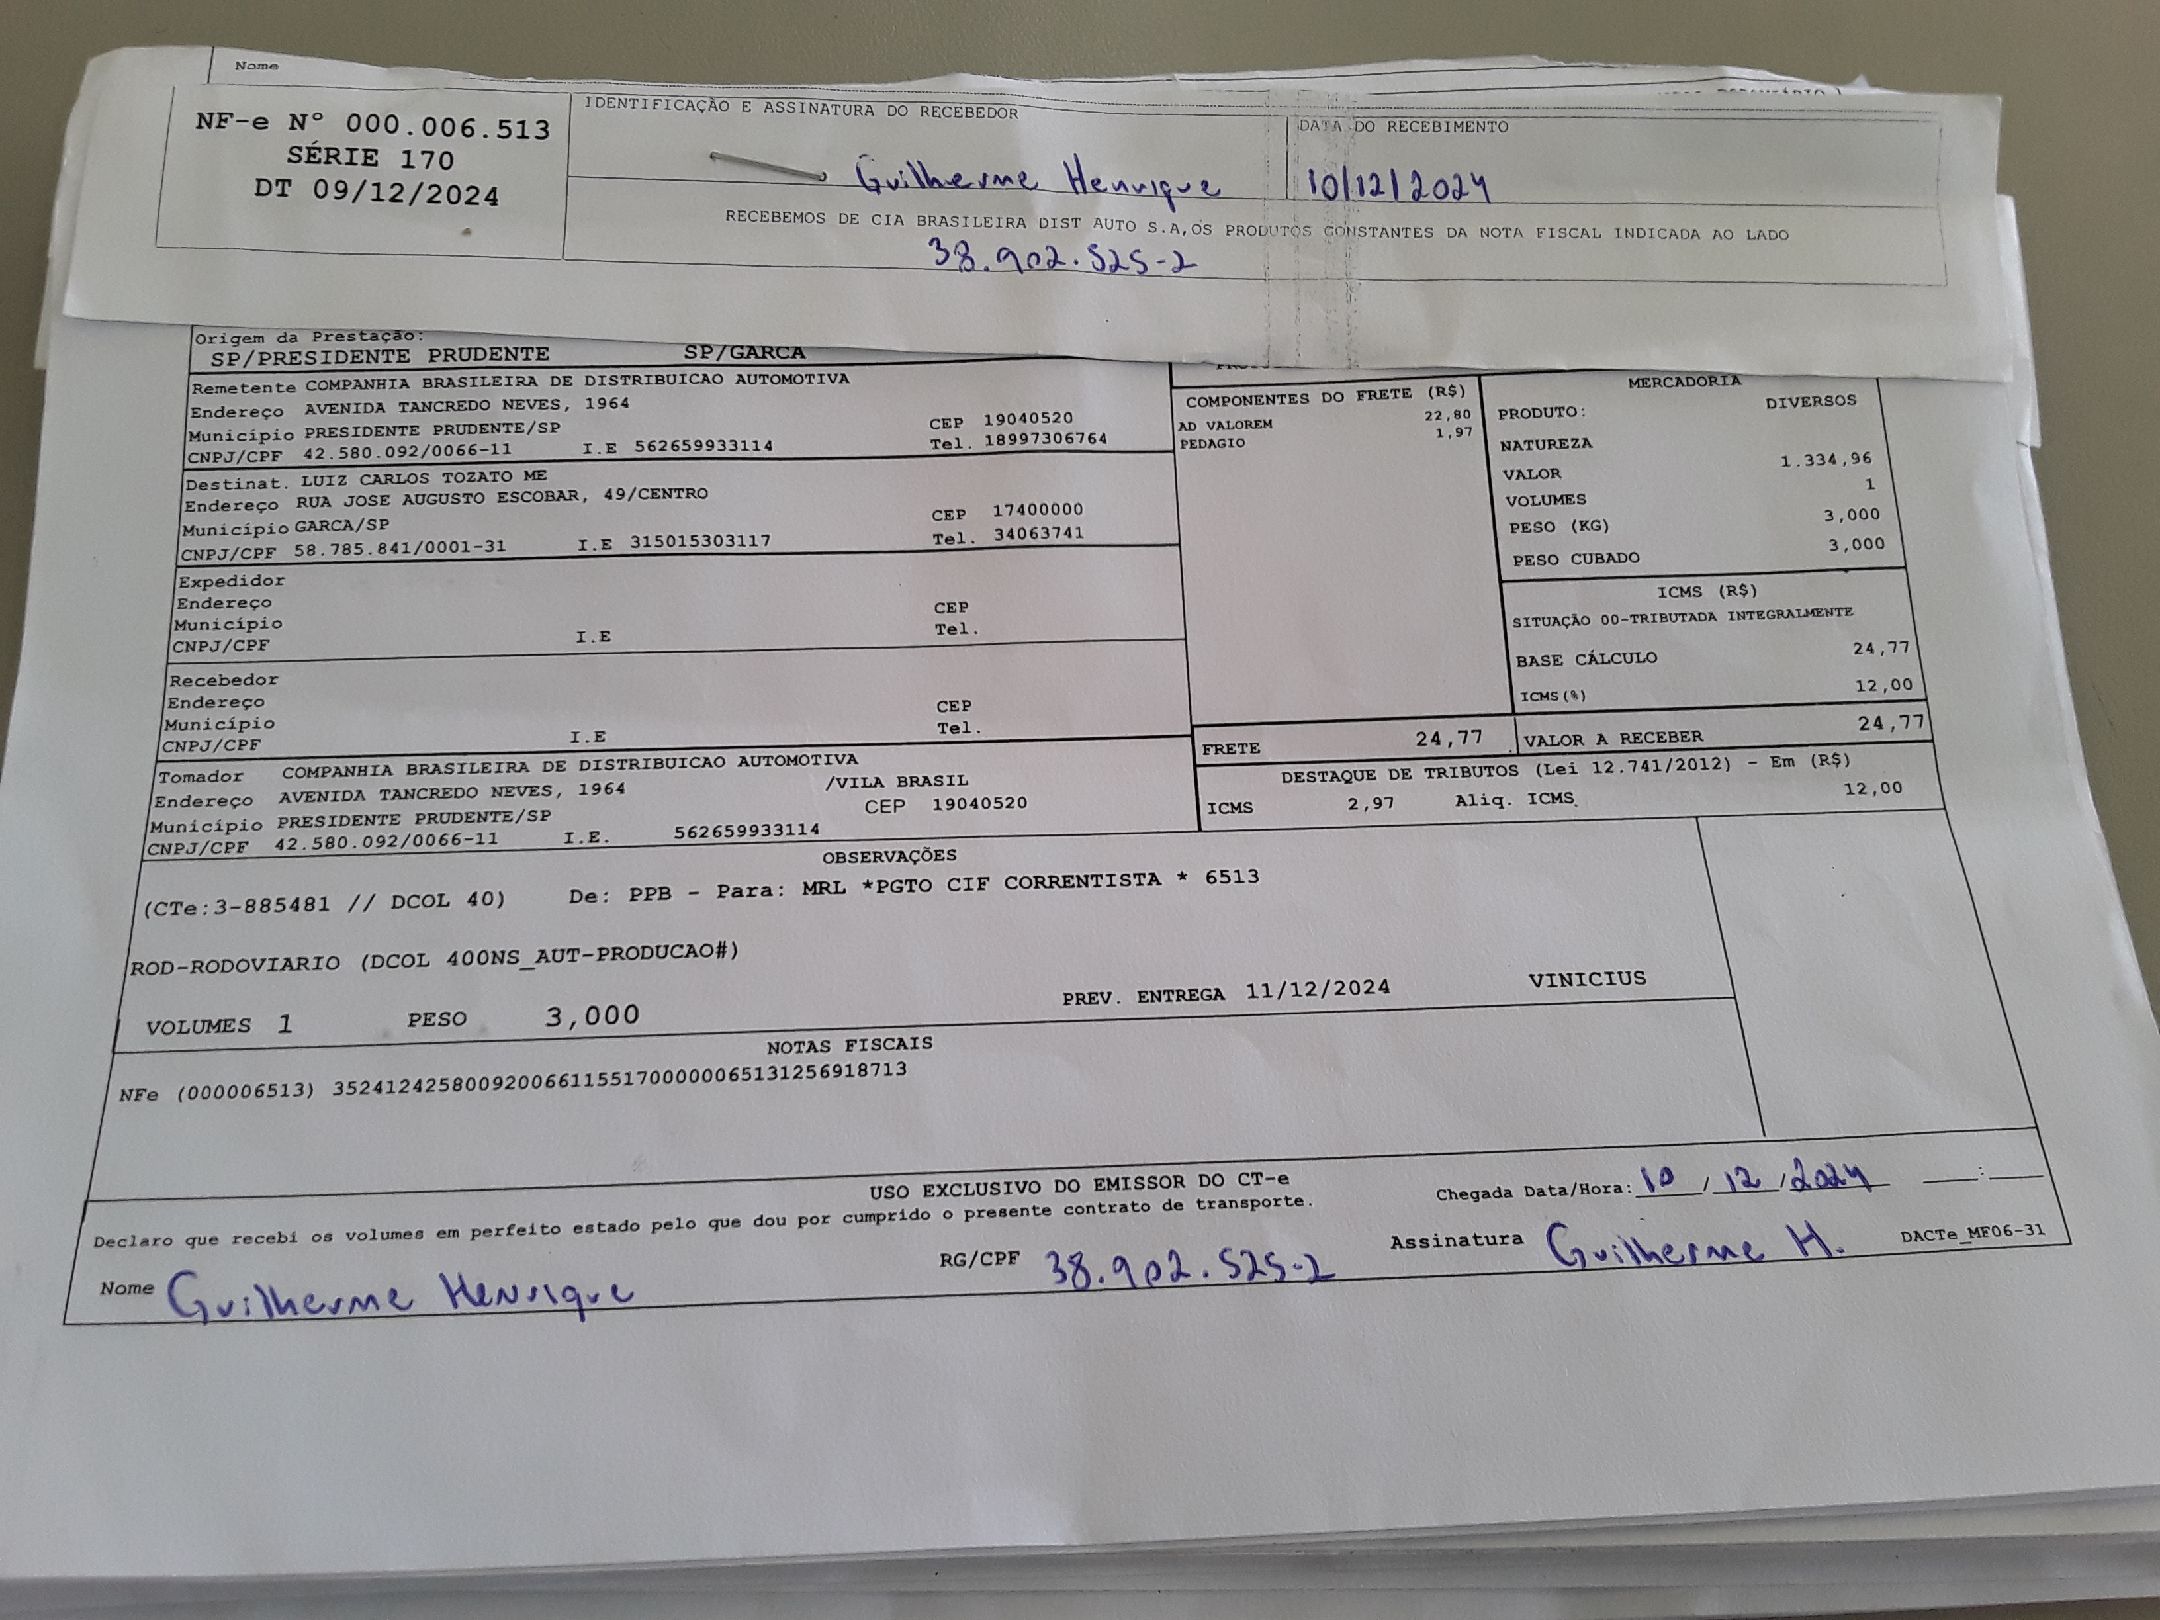 Nome
NF-e Nº 000.006.513
SÉRIE 170
DT 09/12/2024
IDENTIFICAÇÃO E ASSINATURA DO RECEBEDOR
Guilherme Henrique
DATA DO RECEBIMENTO
10/12/2024
RECEBEMOS DE CIA BRASILEIRA DIST AUTO S.A,OS PRODUTOS CONSTANTES DA NOTA FISCAL INDICADA AO LADO
38.902.525-2
Origem da Prestação:
SP/PRESIDENTE PRUDENTE SP/GARCA
Remetente COMPANHIA BRASILEIRA DE DISTRIBUICAO AUTOMOTIVA
Endereço AVENIDA TANCREDO NEVES, 1964
Município PRESIDENTE PRUDENTE/SP CEP 19040520
CNPJ/CPF 42.580.092/0066-11 I.E 562659933114 Tel. 18997306764
Destinat. LUIZ CARLOS TOZATO ME
Endereço RUA JOSE AUGUSTO ESCOBAR, 49/CENTRO
Município GARCA/SP CEP 17400000
CNPJ/CPF 58.785.841/0001-31 I.E 315015303117 Tel. 34063741
Expedidor
Endereço
Município CEP
CNPJ/CPF I.E Tel.
Recebedor
Endereço
Município CEP
CNPJ/CPF I.E Tel.
Tomador COMPANHIA BRASILEIRA DE DISTRIBUICAO AUTOMOTIVA
Endereço AVENIDA TANCREDO NEVES, 1964 /VILA BRASIL
Município PRESIDENTE PRUDENTE/SP CEP 19040520
CNPJ/CPF 42.580.092/0066-11 I.E. 562659933114
COMPONENTES DO FRETE (R$)
AD VALOREM 22,80
PEDAGIO 1,97
MERCADORIA
PRODUTO: DIVERSOS
NATUREZA
VALOR 1.334,96
VOLUMES 1
PESO (KG) 3,000
PESO CUBADO 3,000
ICMS (R$)
SITUAÇÃO 00-TRIBUTADA INTEGRALMENTE
BASE CÁLCULO 24,77
ICMS(%) 12,00
FRETE 24,77 VALOR A RECEBER 24,77
DESTAQUE DE TRIBUTOS (Lei 12.741/2012) - Em (R$)
ICMS 2,97 Aliq. ICMS 12,00
OBSERVAÇÕES
(CTe:3-885481 // DCOL 40) De: PPB - Para: MRL *PGTO CIF CORRENTISTA * 6513
ROD-RODOVIARIO (DCOL 400NS_AUT-PRODUCAO#)
VOLUMES 1 PESO 3,000 PREV. ENTREGA 11/12/2024 VINICIUS
NOTAS FISCAIS
NFe (000006513) 35241242580092006611551700000065131256918713
USO EXCLUSIVO DO EMISSOR DO CT-e
Declaro que recebi os volumes em perfeito estado pelo que dou por cumprido o presente contrato de transporte.
Chegada Data/Hora: 10/12/2024 __:__
Nome Guilherme Henrique RG/CPF 38.902.525-2 Assinatura Guilherme H. DACTe_MF06-31